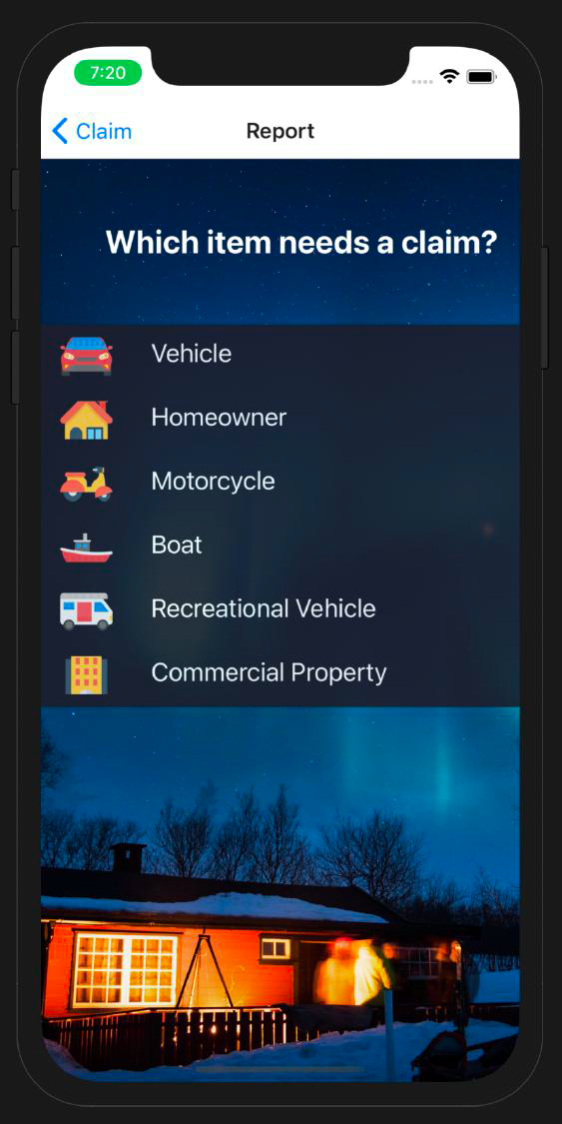 7:20
Claim
Report
Which item needs a claim?
Vehicle
Homeowner
Motorcycle
Boat
Recreational Vehicle
Commercial Property